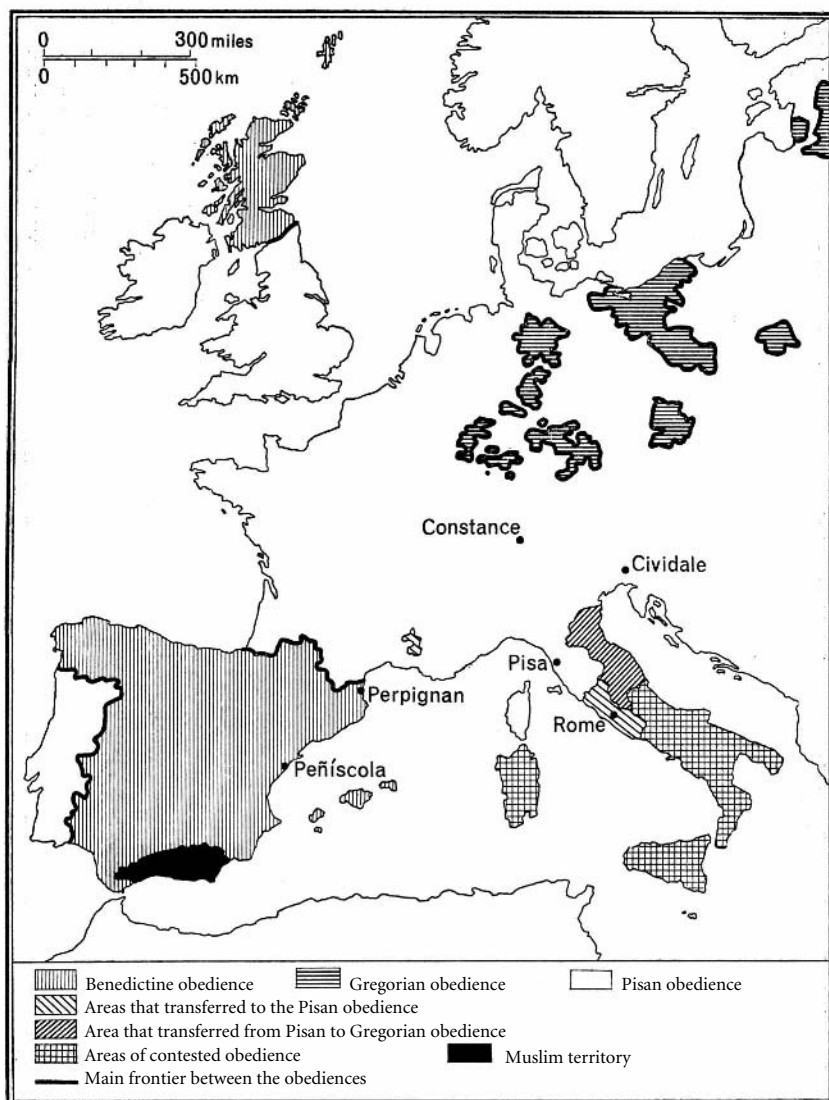 0 300 miles
0 500 km
Constance
Cividale
Pisa
Perpignan
Rome
Peñíscola
Benedictine obedience Gregorian obedience Pisan obedience
Areas that transferred to the Pisan obedience
Area that transferred from Pisan to Gregorian obedience
Areas of contested obedience Muslim territory
Main frontier between the obediences